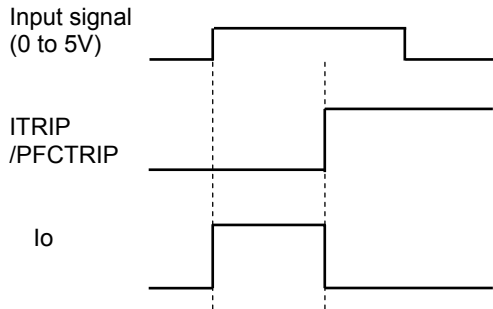 Input signal
(0 to 5V)
ITRIP
/PFCTRIP
Io